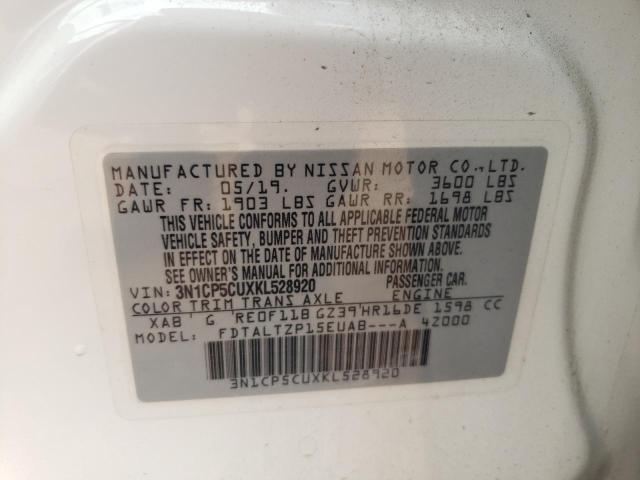 MANUFACTURED BY NISSAN MOTOR CO.,LTD.
DATE: 05/19. GVWR: 3600 LBS
GAWR FR: 1903 LBS GAWR RR: 1698 LBS
THIS VEHICLE CONFORMS TO ALL APPLICABLE FEDERAL MOTOR
VEHICLE SAFETY, BUMPER AND THEFT PREVENTION STANDARDS
IN EFFECT ON THE DATE OF MANUFACTURE SHOWN ABOVE.
SEE OWNER'S MANUAL FOR ADDITIONAL INFORMATION.
VIN: 3N1CP5CUXKL528920 PASSENGER CAR.
COLOR TRIM TRANS AXLE ENGINE
XAB G RE0F11B GZ39 HR16DE 1598 CC
MODEL: FDTALTZP15EUAB---A 4Z000
3N1CP5CUXKL528920